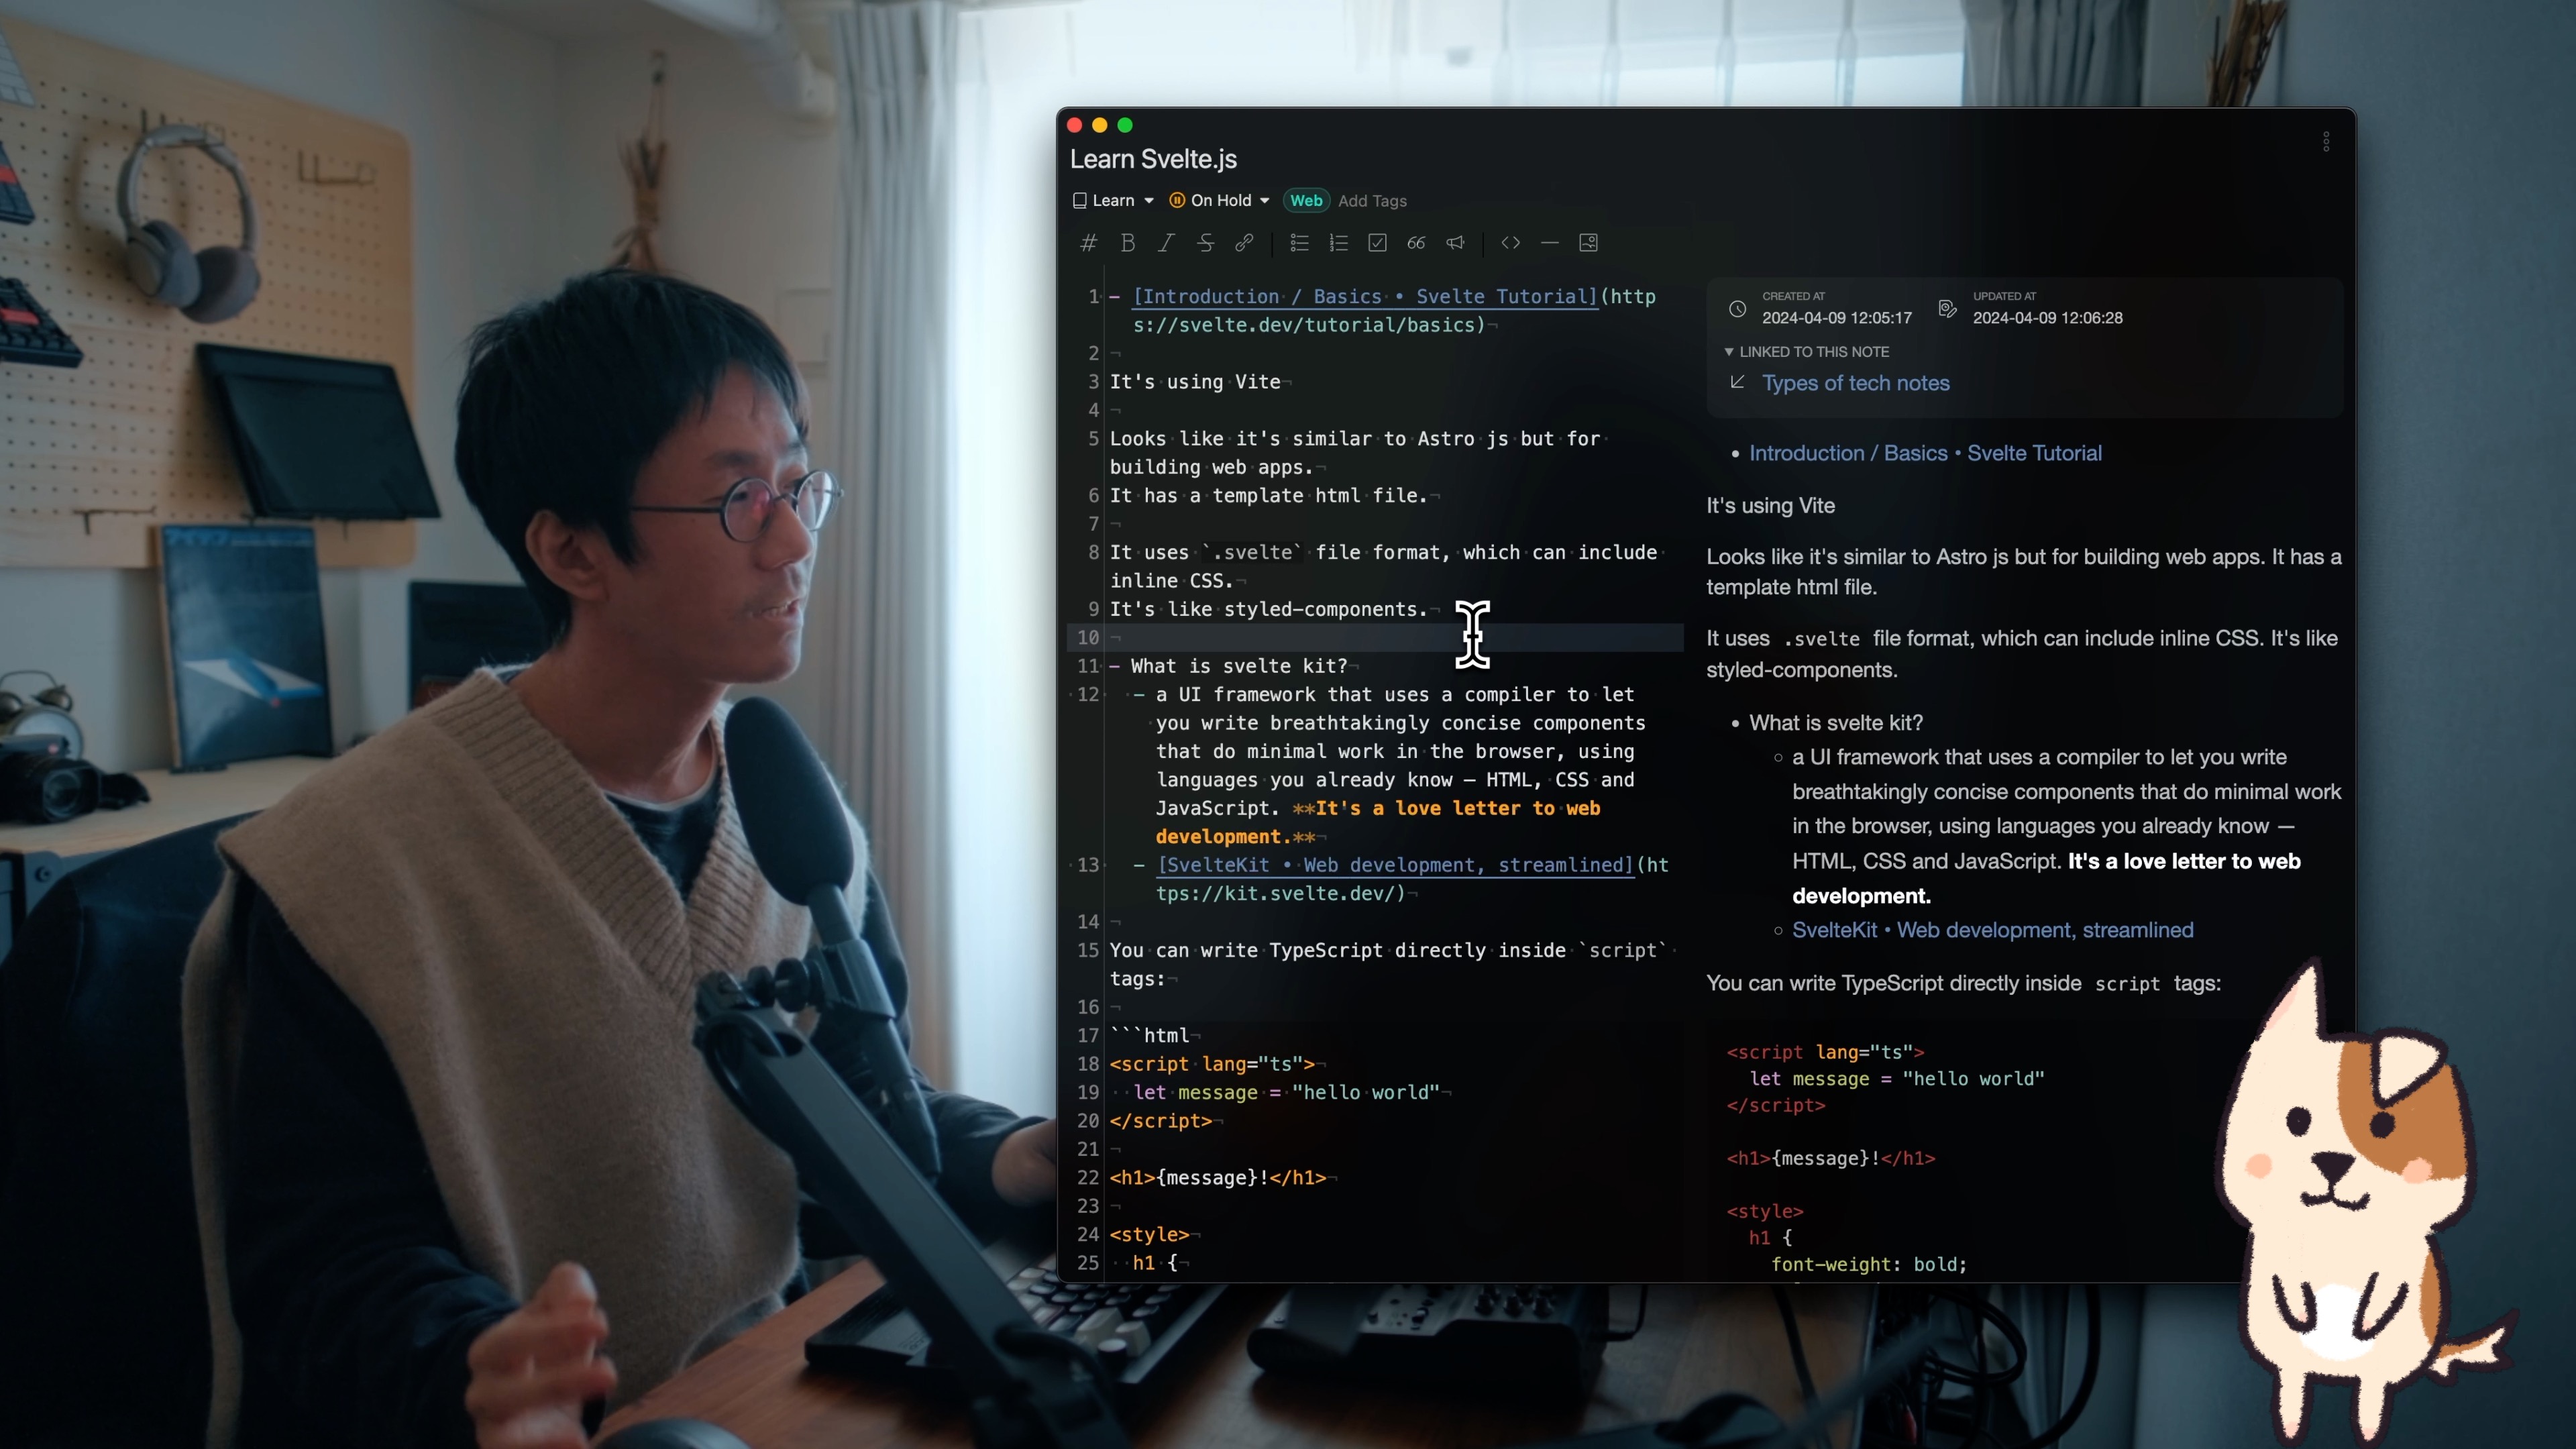 Learn Svelte.js
Learn On Hold Web Add Tags
1 - [Introduction / Basics • Svelte Tutorial](http
s://svelte.dev/tutorial/basics)
2
3 It's using Vite
4
5 Looks like it's similar to Astro js but for
building web apps.
6 It has a template html file.
7
8 It uses `.svelte` file format, which can include
inline CSS.
9 It's like styled-components.
10
11 - What is svelte kit?
12 - a UI framework that uses a compiler to let
you write breathtakingly concise components
that do minimal work in the browser, using
languages you already know — HTML, CSS and
JavaScript. **It's a love letter to web
development.**
13 - [SvelteKit • Web development, streamlined](ht
tps://kit.svelte.dev/)
14
15 You can write TypeScript directly inside `script`
tags:
16
17 ```html
18 <script lang="ts">
19 let message = "hello world"
20 </script>
21
22 <h1>{message}!</h1>
23
24 <style>
25 h1 {
CREATED AT UPDATED AT
2024-04-09 12:05:17 2024-04-09 12:06:28
▼ LINKED TO THIS NOTE
Types of tech notes
• Introduction / Basics • Svelte Tutorial
It's using Vite
Looks like it's similar to Astro js but for building web apps. It has a
template html file.
It uses .svelte file format, which can include inline CSS. It's like
styled-components.
• What is svelte kit?
◦ a UI framework that uses a compiler to let you write
breathtakingly concise components that do minimal work
in the browser, using languages you already know —
HTML, CSS and JavaScript. It's a love letter to web
development.
◦ SvelteKit • Web development, streamlined
You can write TypeScript directly inside script tags:
<script lang="ts">
let message = "hello world"
</script>
<h1>{message}!</h1>
<style>
h1 {
font-weight: bold;